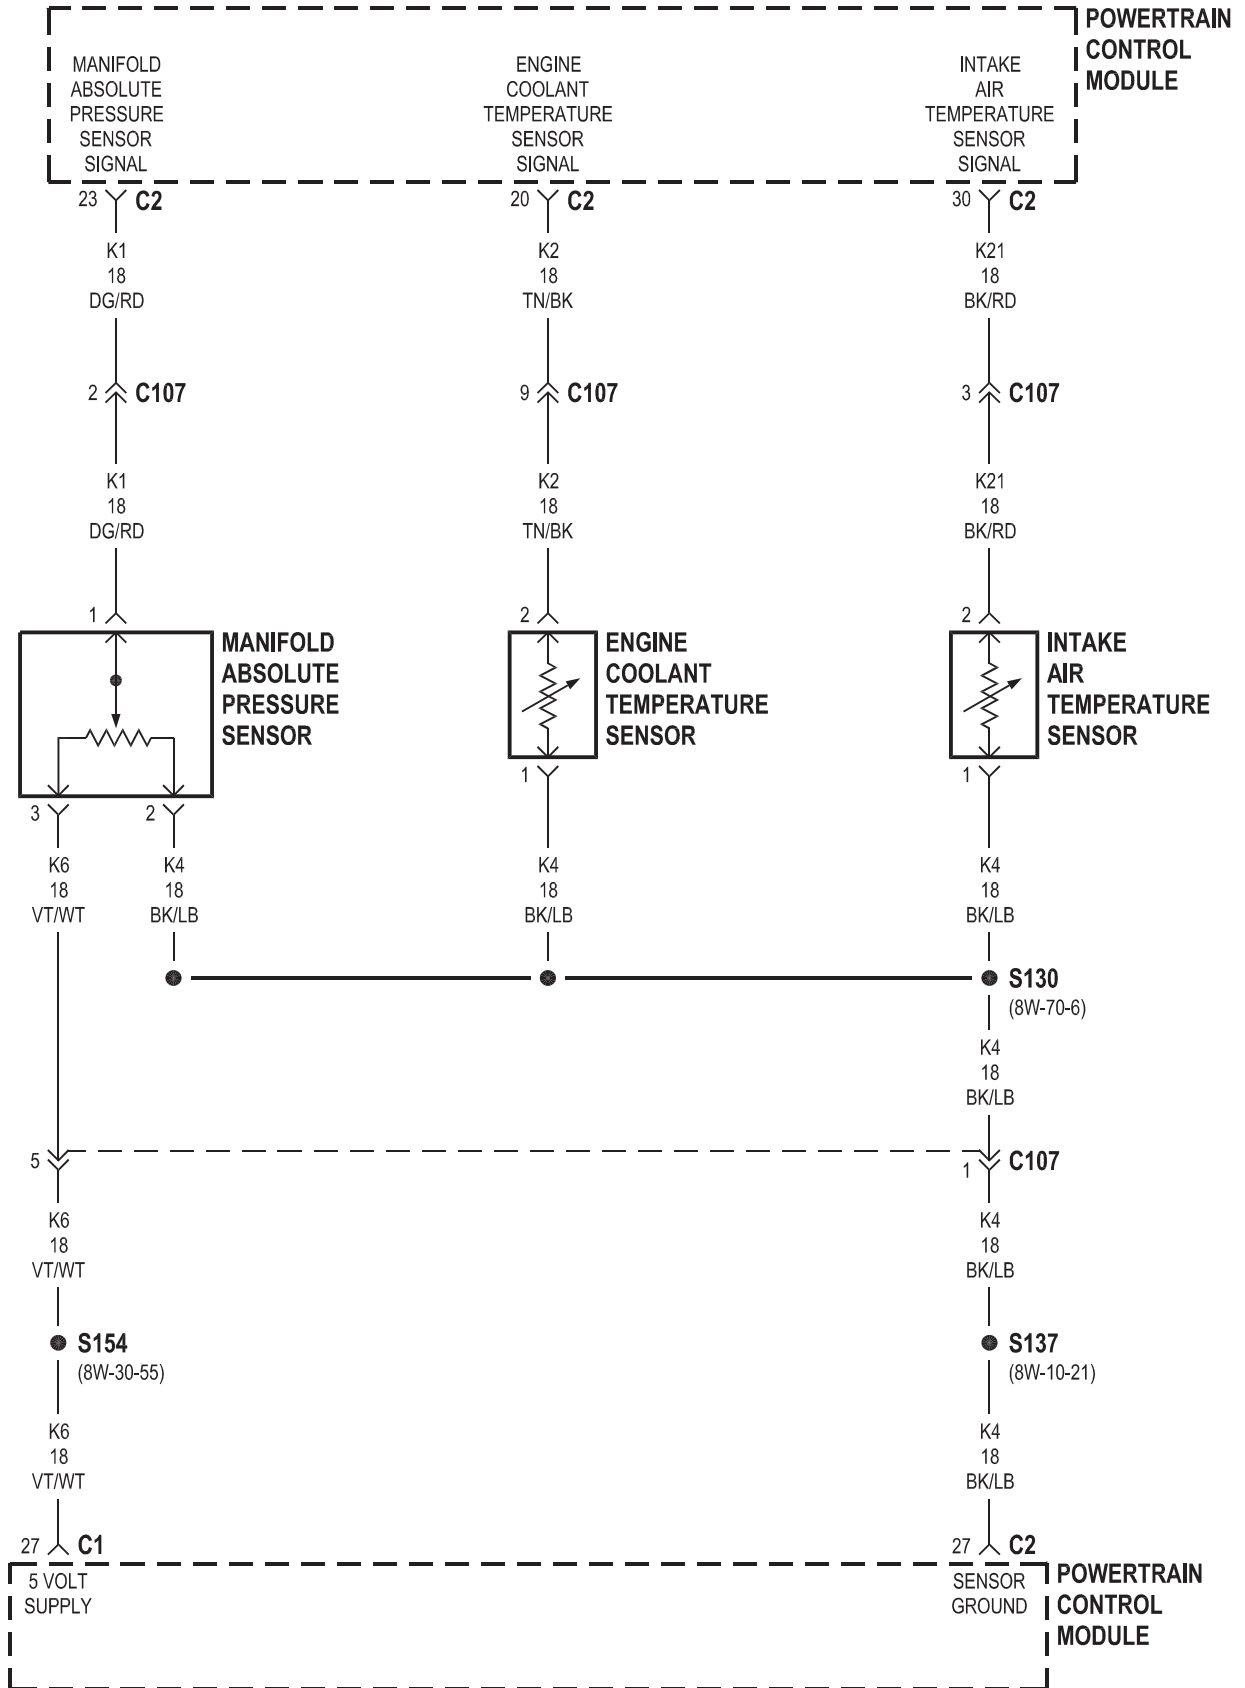 POWERTRAIN
CONTROL
MODULE
MANIFOLD
ABSOLUTE
PRESSURE
SENSOR
SIGNAL
ENGINE
COOLANT
TEMPERATURE
SENSOR
SIGNAL
INTAKE
AIR
TEMPERATURE
SENSOR
SIGNAL
23 C2
20 C2
30 C2
K1
18
DG/RD
K2
18
TN/BK
K21
18
BK/RD
2 C107
9 C107
3 C107
K1
18
DG/RD
K2
18
TN/BK
K21
18
BK/RD
1
2
2
MANIFOLD
ABSOLUTE
PRESSURE
SENSOR
ENGINE
COOLANT
TEMPERATURE
SENSOR
INTAKE
AIR
TEMPERATURE
SENSOR
3
2
1
1
K6
18
VT/WT
K4
18
BK/LB
K4
18
BK/LB
K4
18
BK/LB
S130
(8W-70-6)
K4
18
BK/LB
5
1 C107
K6
18
VT/WT
K4
18
BK/LB
S154
(8W-30-55)
S137
(8W-10-21)
K6
18
VT/WT
K4
18
BK/LB
27 C1
27 C2
5 VOLT
SUPPLY
SENSOR
GROUND
POWERTRAIN
CONTROL
MODULE